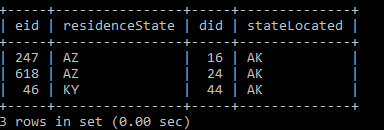 +-----+----------------+-----+--------------+
| eid | residenceState | did | stateLocated |
+-----+----------------+-----+--------------+
| 247 | AZ             |  16 | AK           |
| 618 | AZ             |  24 | AK           |
|  46 | KY             |  44 | AK           |
+-----+----------------+-----+--------------+
3 rows in set (0.00 sec)